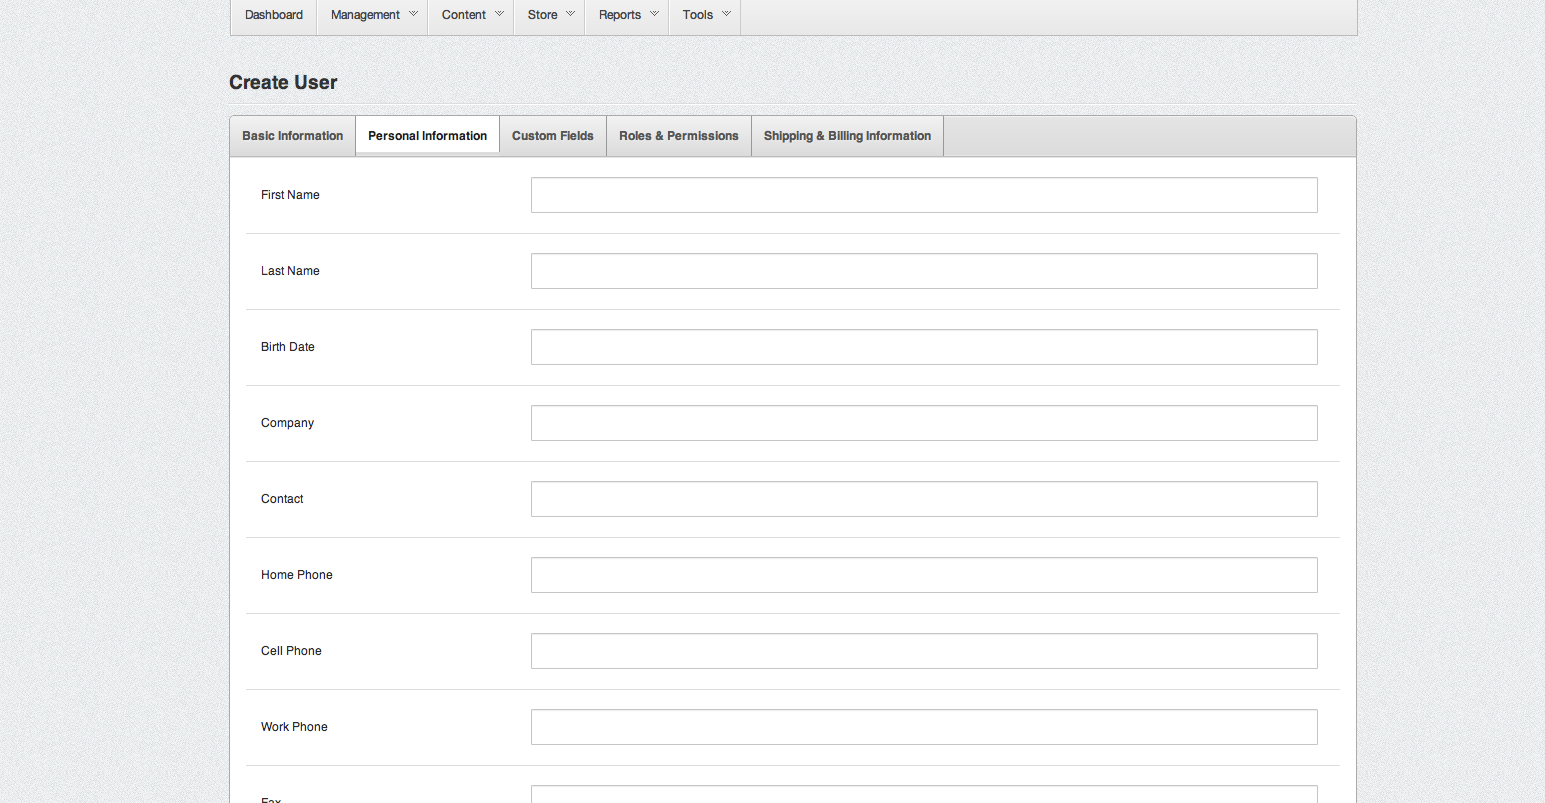 Dashboard Management Content Store Reports Tools
Create User
Basic Information Personal Information Custom Fields Roles & Permissions Shipping & Billing Information
First Name
Last Name
Birth Date
Company
Contact
Home Phone
Cell Phone
Work Phone
Fax